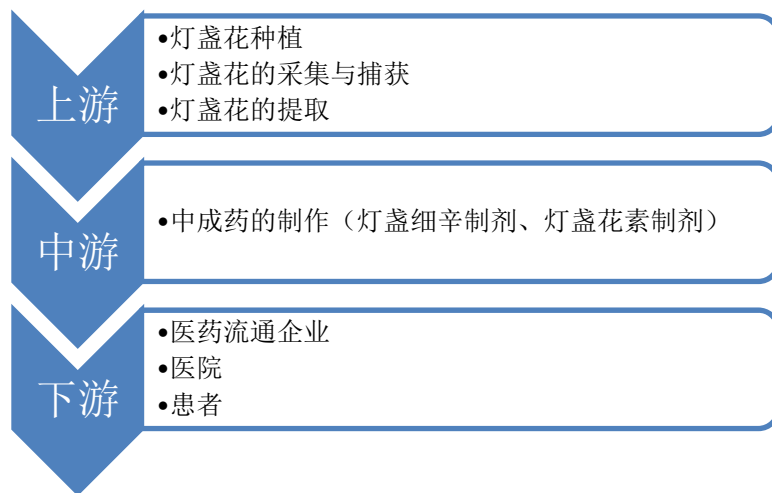 上游
•灯盏花种植
•灯盏花的采集与捕获
•灯盏花的提取
中游
•中成药的制作（灯盏细辛制剂、灯盏花素制剂）
下游
•医药流通企业
•医院
•患者